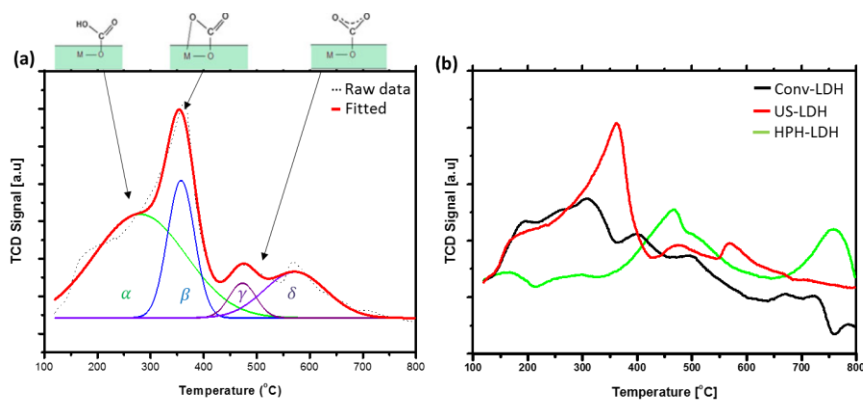 HO O
C
M—O
O O
C
M—O
O O
C
M—O
(a)
Raw data
Fitted
TCD Signal [a.u]
α β γ δ
100 200 300 400 500 600 700 800
Temperature (°C)
(b)
Conv-LDH
US-LDH
HPH-LDH
TCD Signal [a.u]
100 200 300 400 500 600 700 800
Temperature [°C]